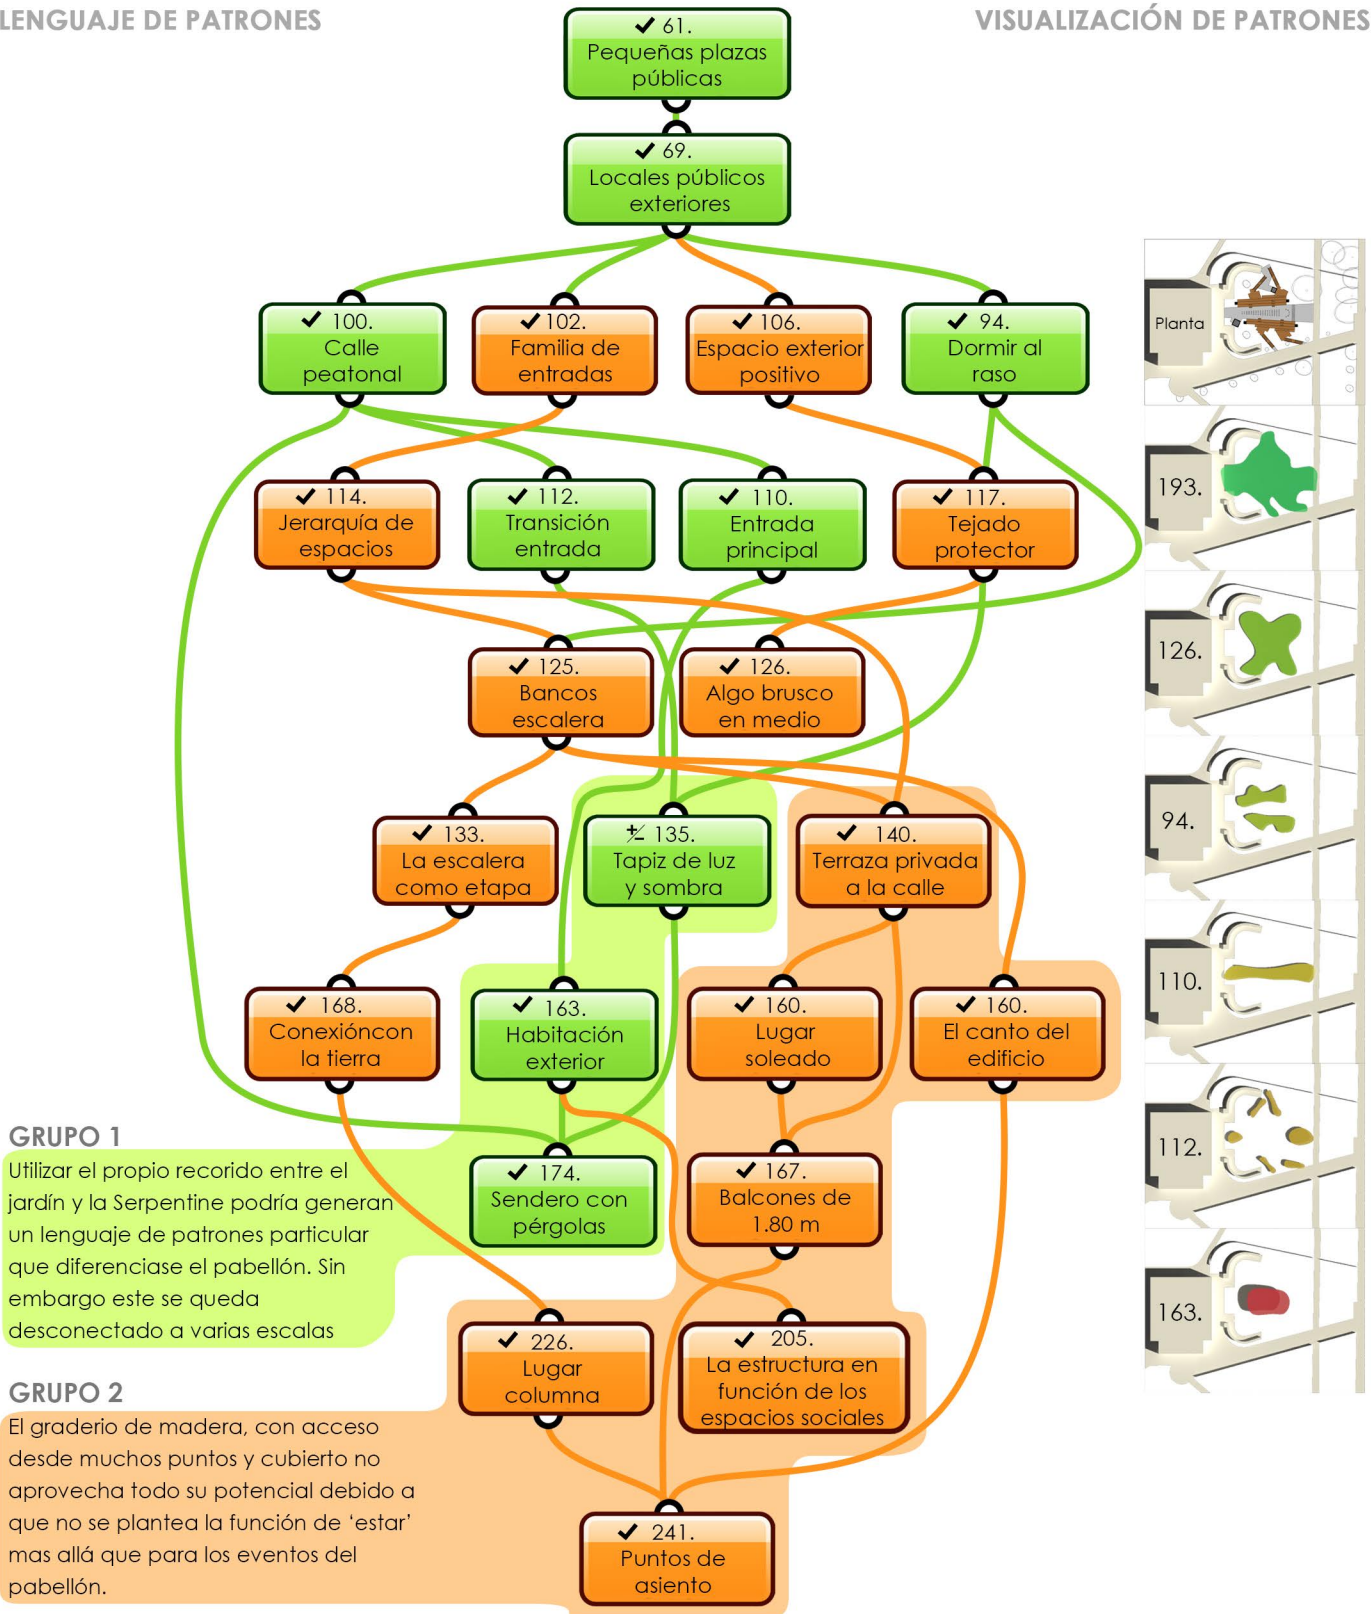 LENGUAJE DE PATRONES
VISUALIZACIÓN DE PATRONES
✔ 61.
Pequeñas plazas
públicas
✔ 69.
Locales públicos
exteriores
✔ 100.
Calle
peatonal
✔ 102.
Familia de
entradas
✔ 106.
Espacio exterior
positivo
✔ 94.
Dormir al
raso
✔ 114.
Jerarquía de
espacios
✔ 112.
Transición
entrada
✔ 110.
Entrada
principal
✔ 117.
Tejado
protector
✔ 125.
Bancos
escalera
✔ 126.
Algo brusco
en medio
✔ 133.
La escalera
como etapa
+⁄- 135.
Tapiz de luz
y sombra
✔ 140.
Terraza privada
a la calle
✔ 168.
Conexióncon
la tierra
✔ 163.
Habitación
exterior
✔ 160.
Lugar
soleado
✔ 160.
El canto del
edificio
✔ 174.
Sendero con
pérgolas
✔ 167.
Balcones de
1.80 m
✔ 226.
Lugar
columna
✔ 205.
La estructura en
función de los
espacios sociales
✔ 241.
Puntos de
asiento
GRUPO 1
Utilizar el propio recorido entre el
jardín y la Serpentine podría generan
un lenguaje de patrones particular
que diferenciase el pabellón. Sin
embargo este se queda
desconectado a varias escalas
GRUPO 2
El graderio de madera, con acceso
desde muchos puntos y cubierto no
aprovecha todo su potencial debido a
que no se plantea la función de ‘estar’
mas allá que para los eventos del
pabellón.
Planta
193.
126.
94.
110.
112.
163.